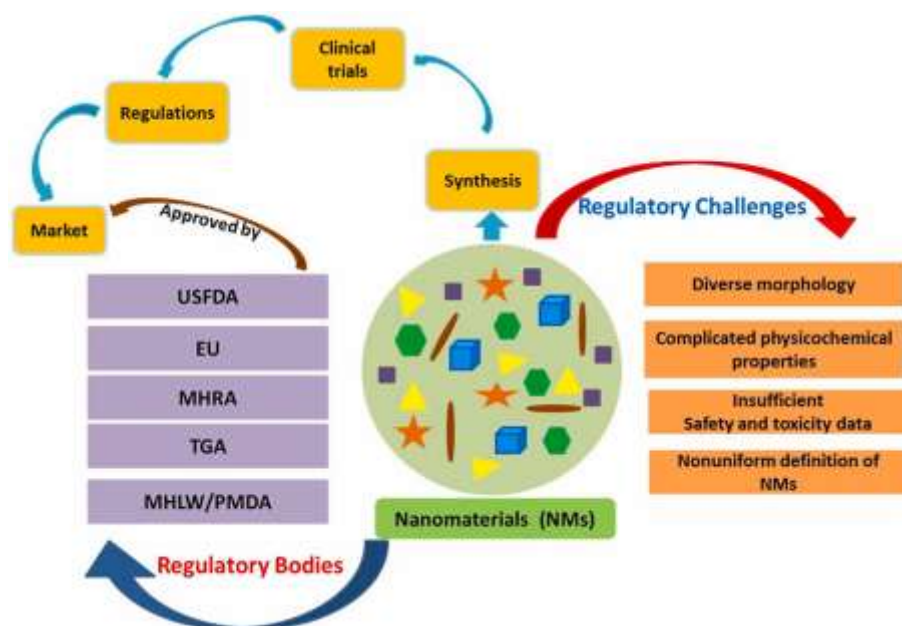 Clinical
trials
Regulations
Synthesis
Market
Approved by
Regulatory Challenges
USFDA
EU
MHRA
TGA
MHLW/PMDA
Diverse morphology
Complicated physicochemical
properties
Insufficient
Safety and toxicity data
Nonuniform definition of
NMs
Nanomaterials (NMs)
Regulatory Bodies